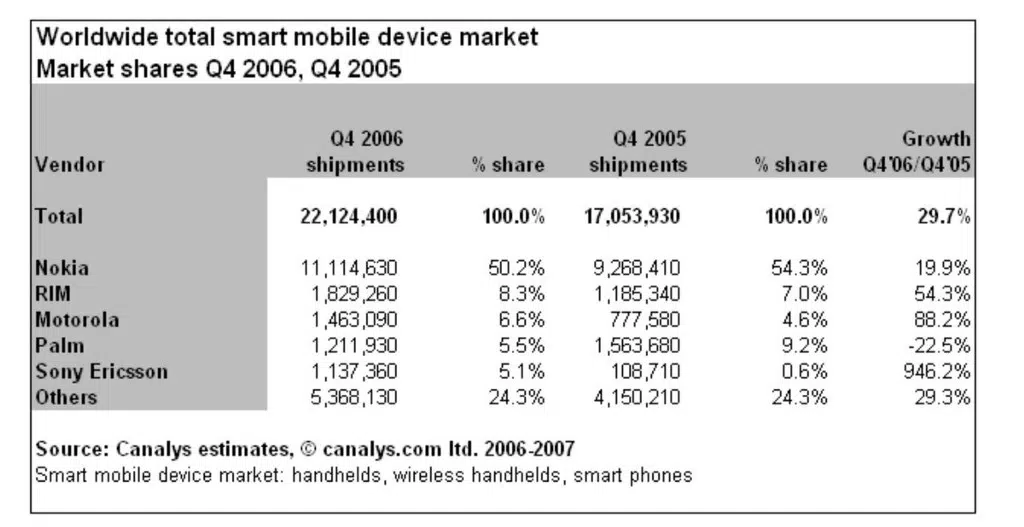 Worldwide total smart mobile device market
Market shares Q4 2006, Q4 2005
Q4 2006 Q4 2005 Growth
Vendor shipments % share shipments % share Q4'06/Q4'05
Total 22,124,400 100.0% 17,053,930 100.0% 29.7%
Nokia 11,114,630 50.2% 9,268,410 54.3% 19.9%
RIM 1,829,260 8.3% 1,185,340 7.0% 54.3%
Motorola 1,463,090 6.6% 777,580 4.6% 88.2%
Palm 1,211,930 5.5% 1,563,680 9.2% -22.5%
Sony Ericsson 1,137,360 5.1% 108,710 0.6% 946.2%
Others 5,368,130 24.3% 4,150,210 24.3% 29.3%
Source: Canalys estimates, © canalys.com ltd. 2006-2007
Smart mobile device market: handhelds, wireless handhelds, smart phones